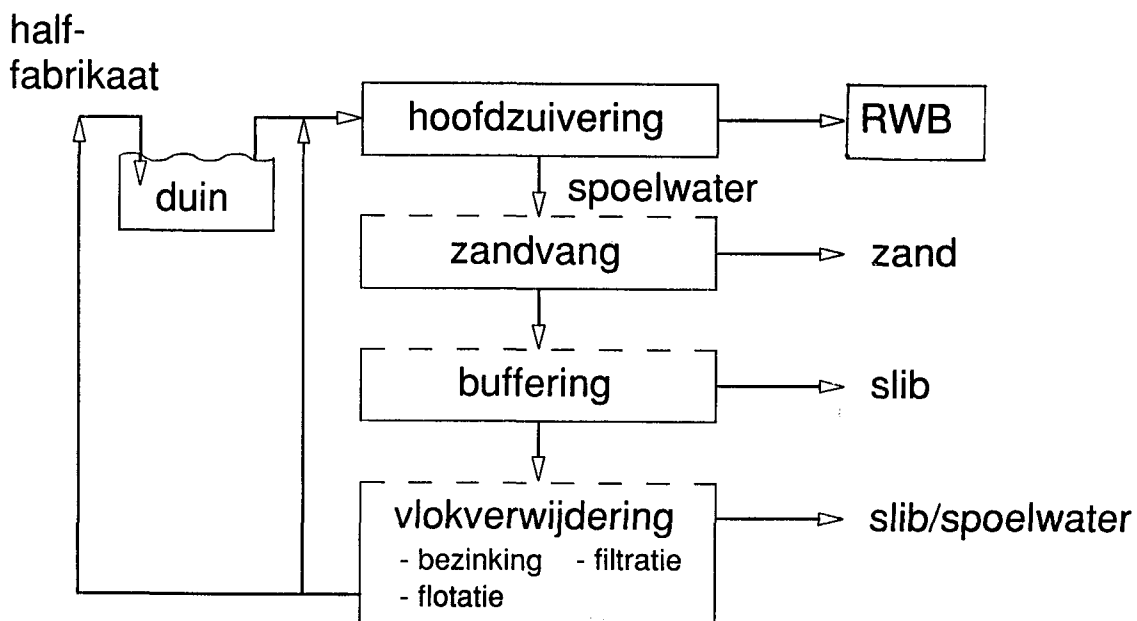 half-
fabrikaat
hoofdzuivering
RWB
duin
spoelwater
zandvang
zand
buffering
slib
vlokverwijdering
- bezinking - filtratie
- flotatie
slib/spoelwater